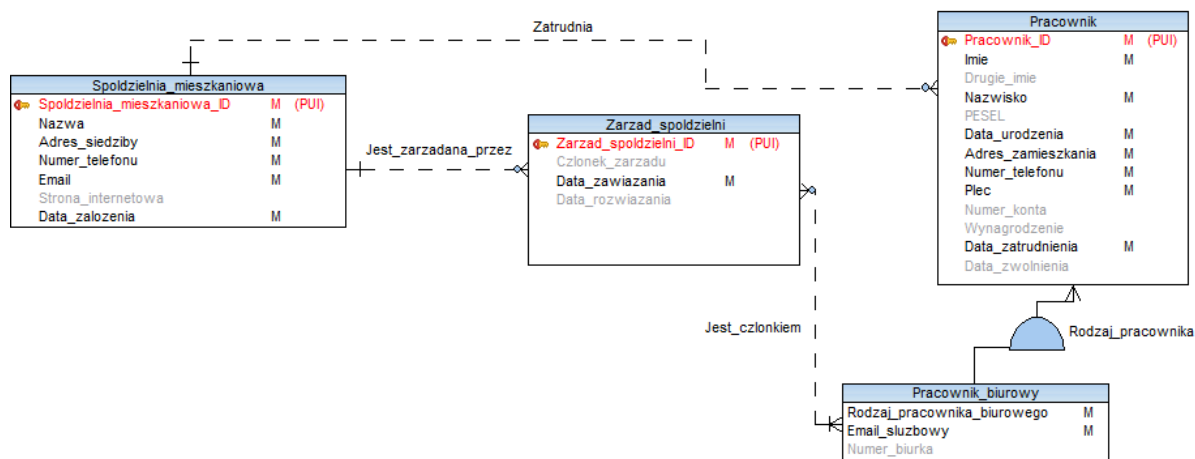 Zatrudnia
Pracownik
Pracownik_ID M (PUI)
Imie M
Drugie_imie
Nazwisko M
PESEL
Data_urodzenia M
Adres_zamieszkania M
Numer_telefonu M
Plec M
Numer_konta
Wynagrodzenie
Data_zatrudnienia M
Data_zwolnienia
Spoldzielnia_mieszkaniowa
Spoldzielnia_mieszkaniowa_ID M (PUI)
Nazwa M
Adres_siedziby M
Numer_telefonu M
Email M
Strona_internetowa
Data_zalozenia M
Jest_zarzadana_przez
Zarzad_spoldzielni
Zarzad_spoldzielni_ID M (PUI)
Czlonek_zarzadu
Data_zawiazania M
Data_rozwiazania
Jest_czlonkiem
Rodzaj_pracownika
Pracownik_biurowy
Rodzaj_pracownika_biurowego M
Email_sluzbowy M
Numer_biurka